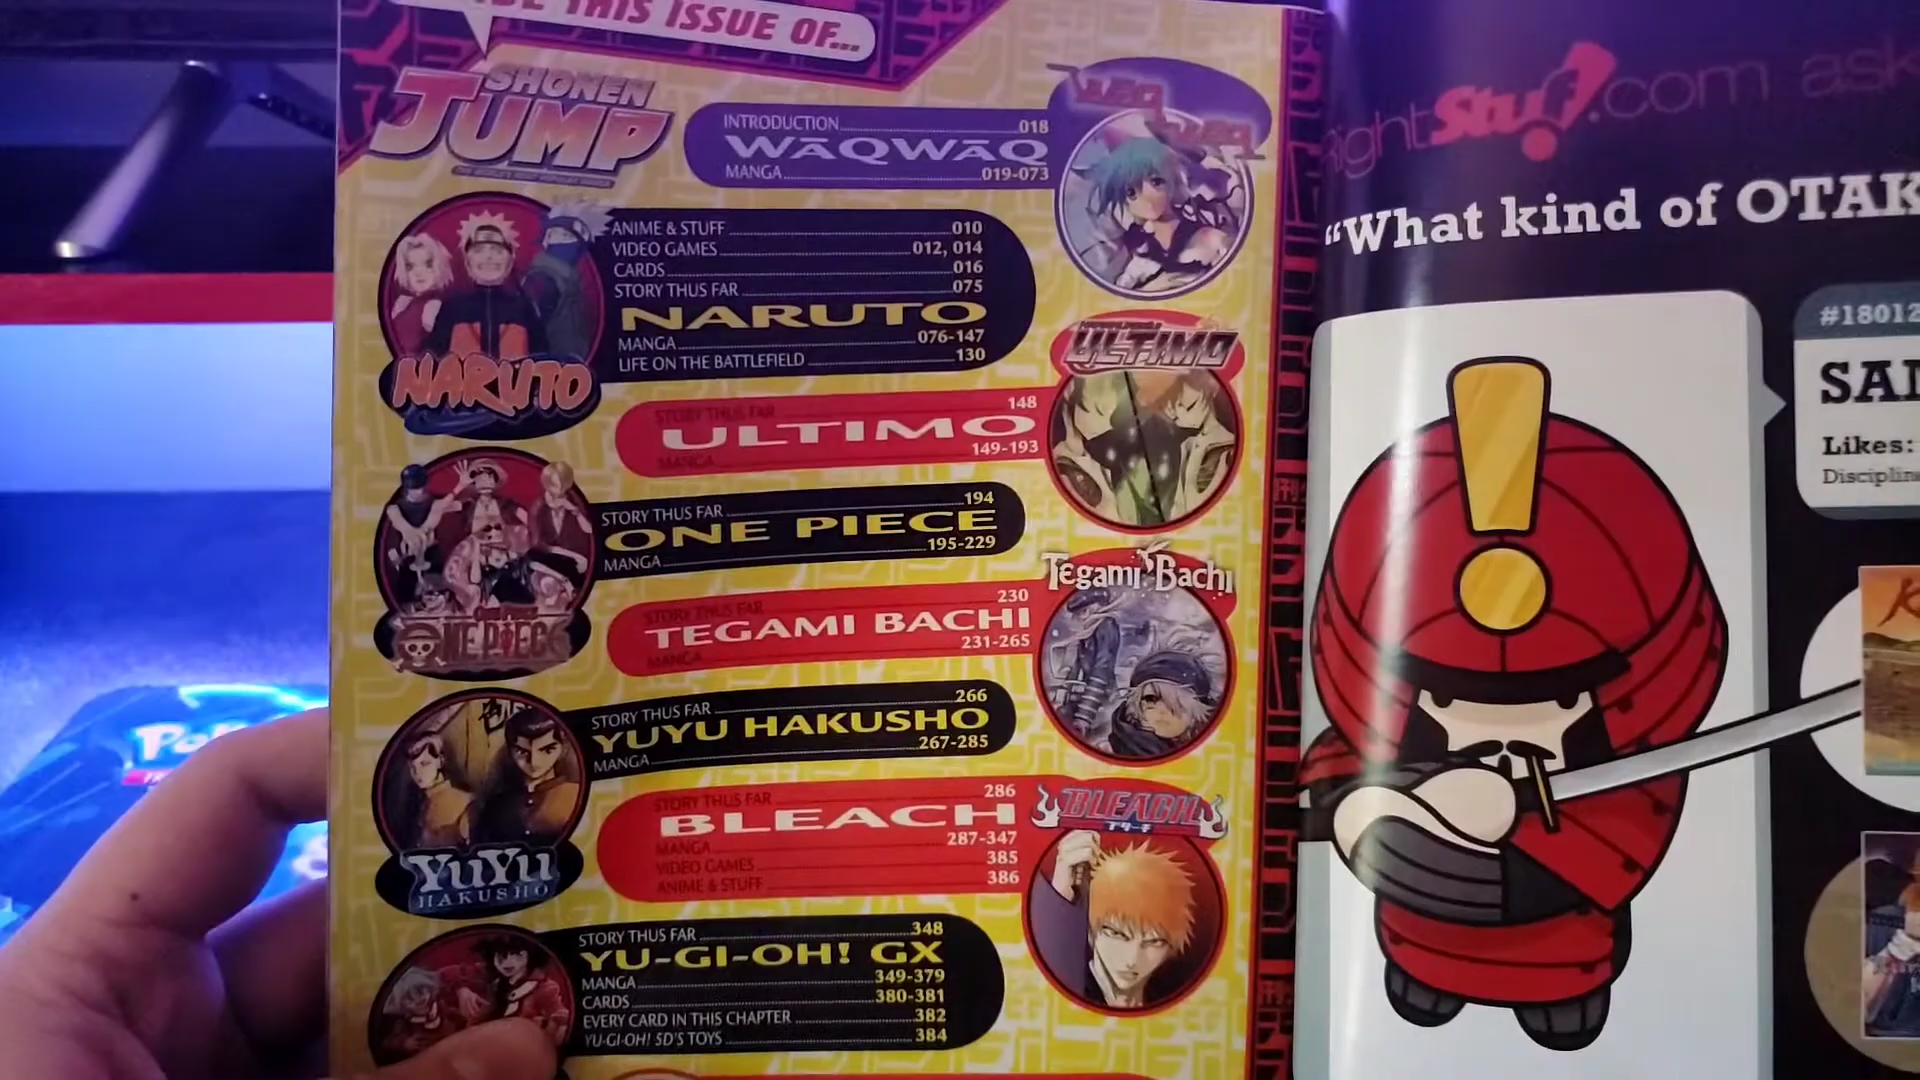 THIS ISSUE OF...
SHONEN
JUMP
INTRODUCTION 018
WĀQWĀQ
MANGA 019-073
ANIME & STUFF 010
VIDEO GAMES 012, 014
CARDS 016
STORY THUS FAR 075
NARUTO
MANGA 076-147
LIFE ON THE BATTLEFIELD 130
NARUTO
ULTIMO
STORY THUS FAR 148
ULTIMO
MANGA 149-193
STORY THUS FAR 194
ONE PIECE
MANGA 195-229
ONE PIECE
Tegami Bachi
STORY THUS FAR 230
TEGAMI BACHI
MANGA 231-265
STORY THUS FAR 266
YUYU HAKUSHO
MANGA 267-285
YuYu
HAKUSHO
STORY THUS FAR 286
BLEACH
MANGA 287-347
VIDEO GAMES 385
ANIME & STUFF 386
BLEACH
ブリーチ
STORY THUS FAR 348
YU-GI-OH! GX
MANGA 349-379
CARDS 380-381
EVERY CARD IN THIS CHAPTER 382
YU-GI-OH! 5D'S TOYS 384
RightStuf!.com
“What kind of
Likes: